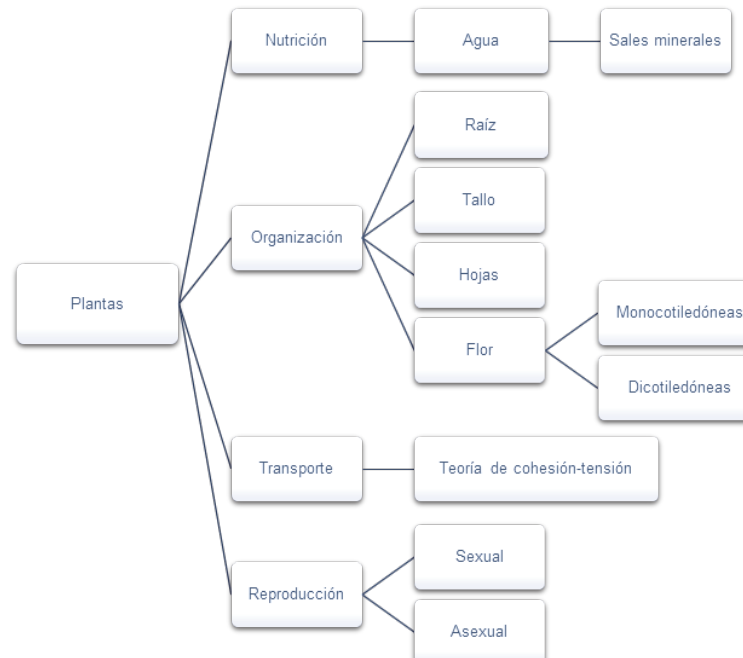 Nutrición
Agua
Sales minerales
Raíz
Tallo
Organización
Hojas
Plantas
Monocotiledóneas
Flor
Dicotiledóneas
Transporte
Teoría de cohesión-tensión
Sexual
Reproducción
Asexual